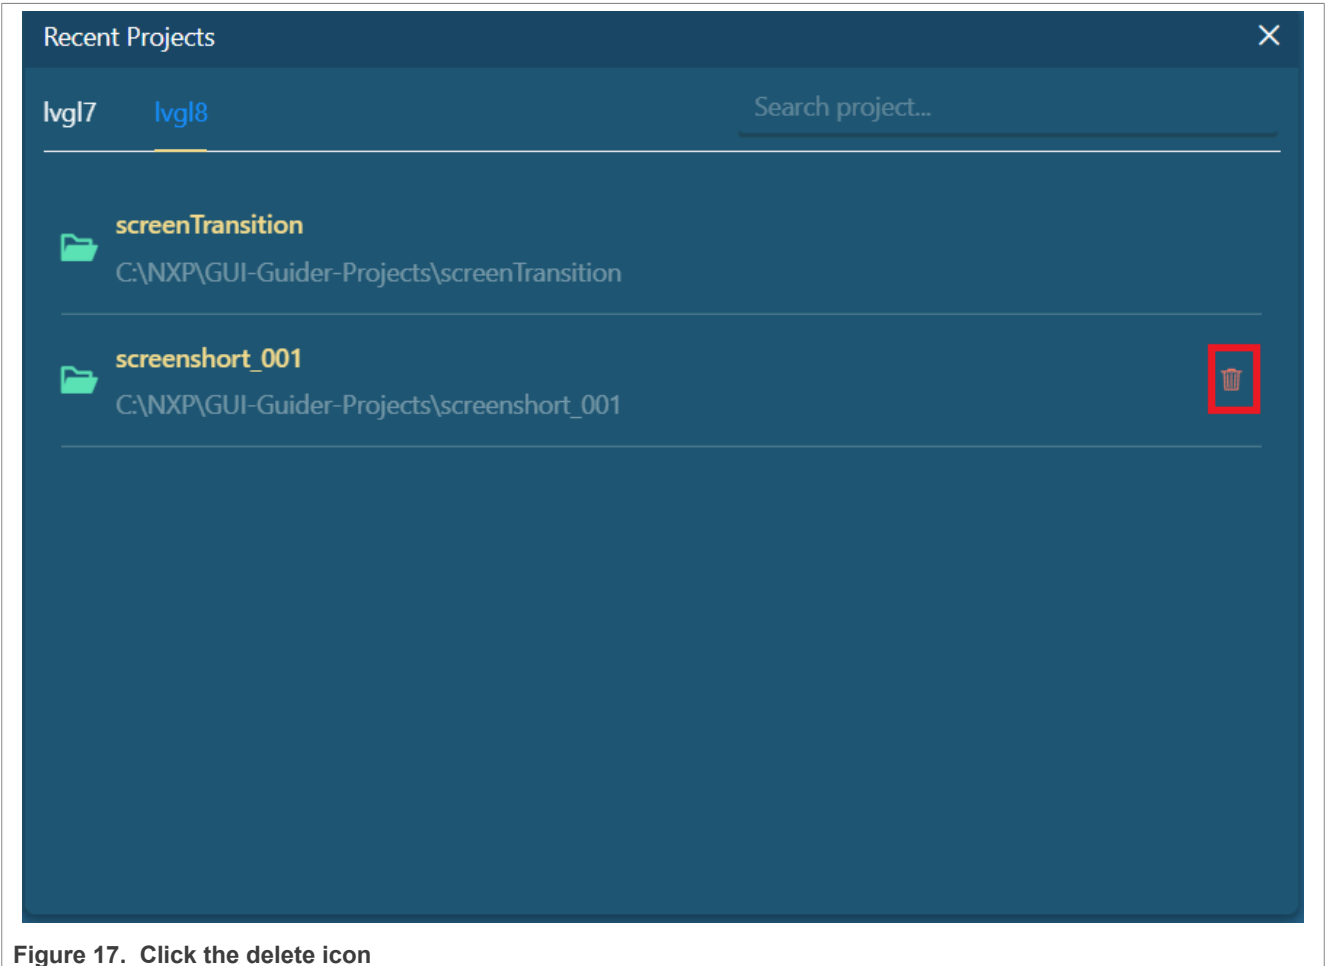 Recent Projects
lvgl7 lvgl8 Search project...
screenTransition
C:\NXP\GUI-Guider-Projects\screenTransition
screenshort_001
C:\NXP\GUI-Guider-Projects\screenshort_001
Figure 17. Click the delete icon